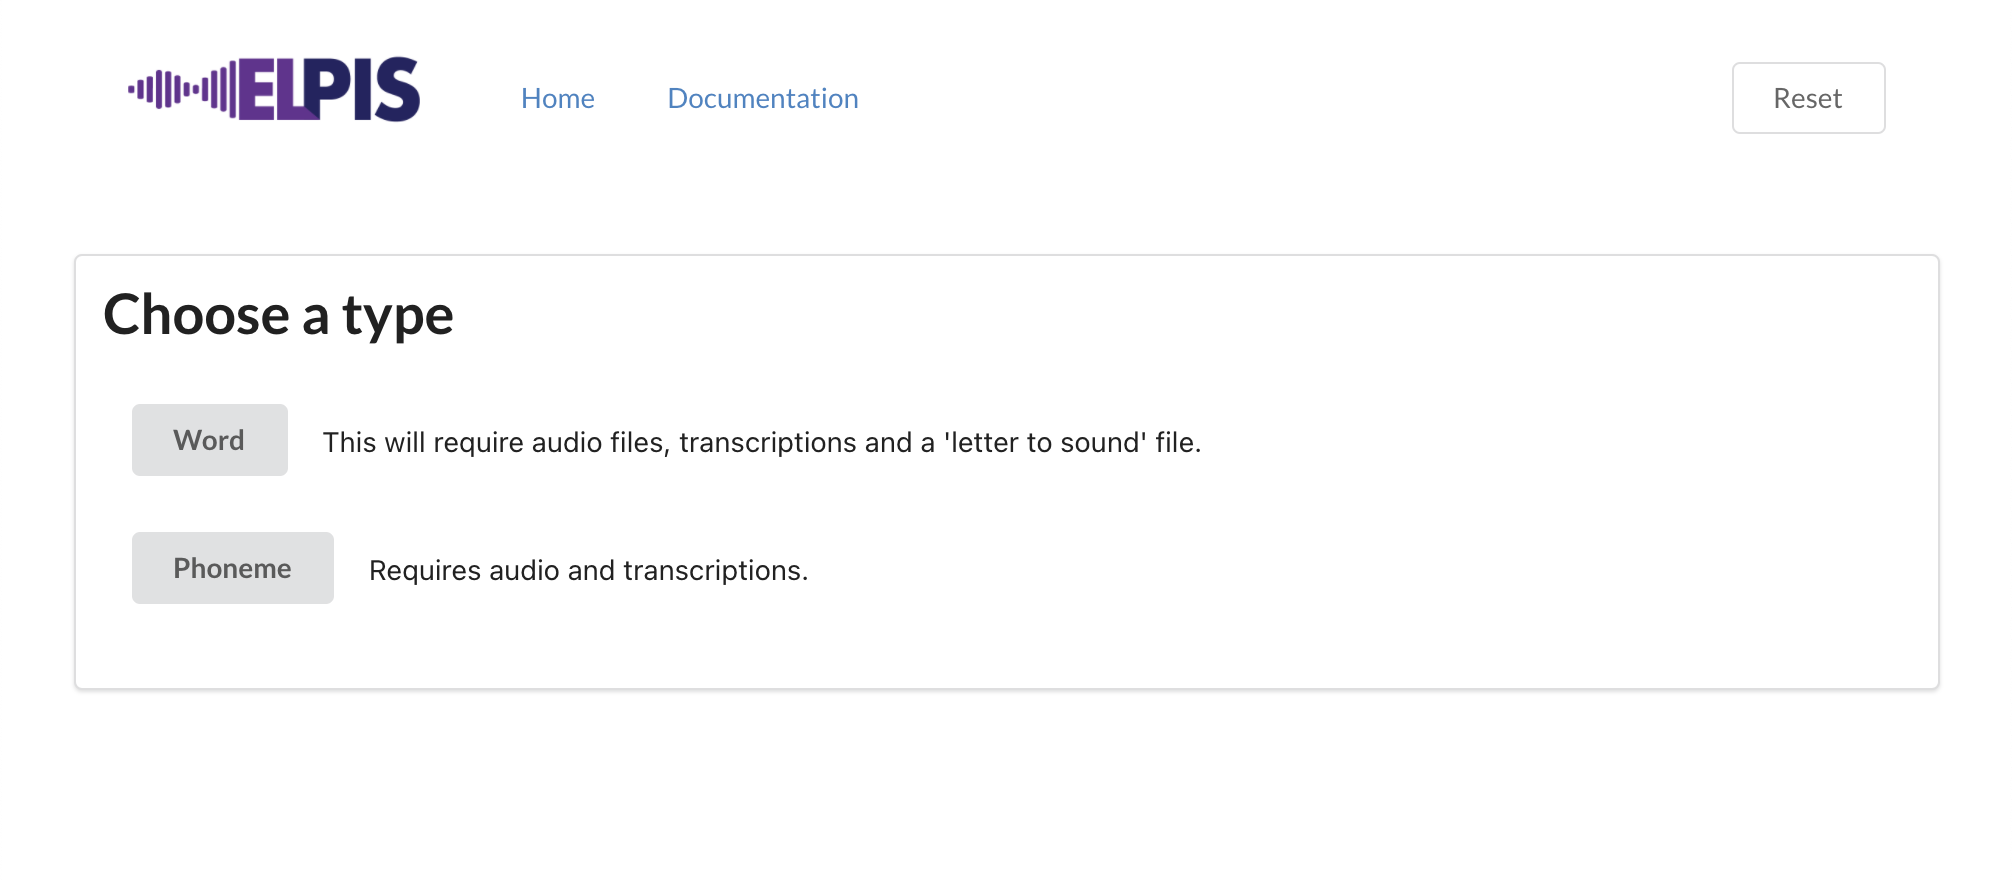 ELPIS
Home
Documentation
Reset
Choose a type
Word
This will require audio files, transcriptions and a 'letter to sound' file.
Phoneme
Requires audio and transcriptions.